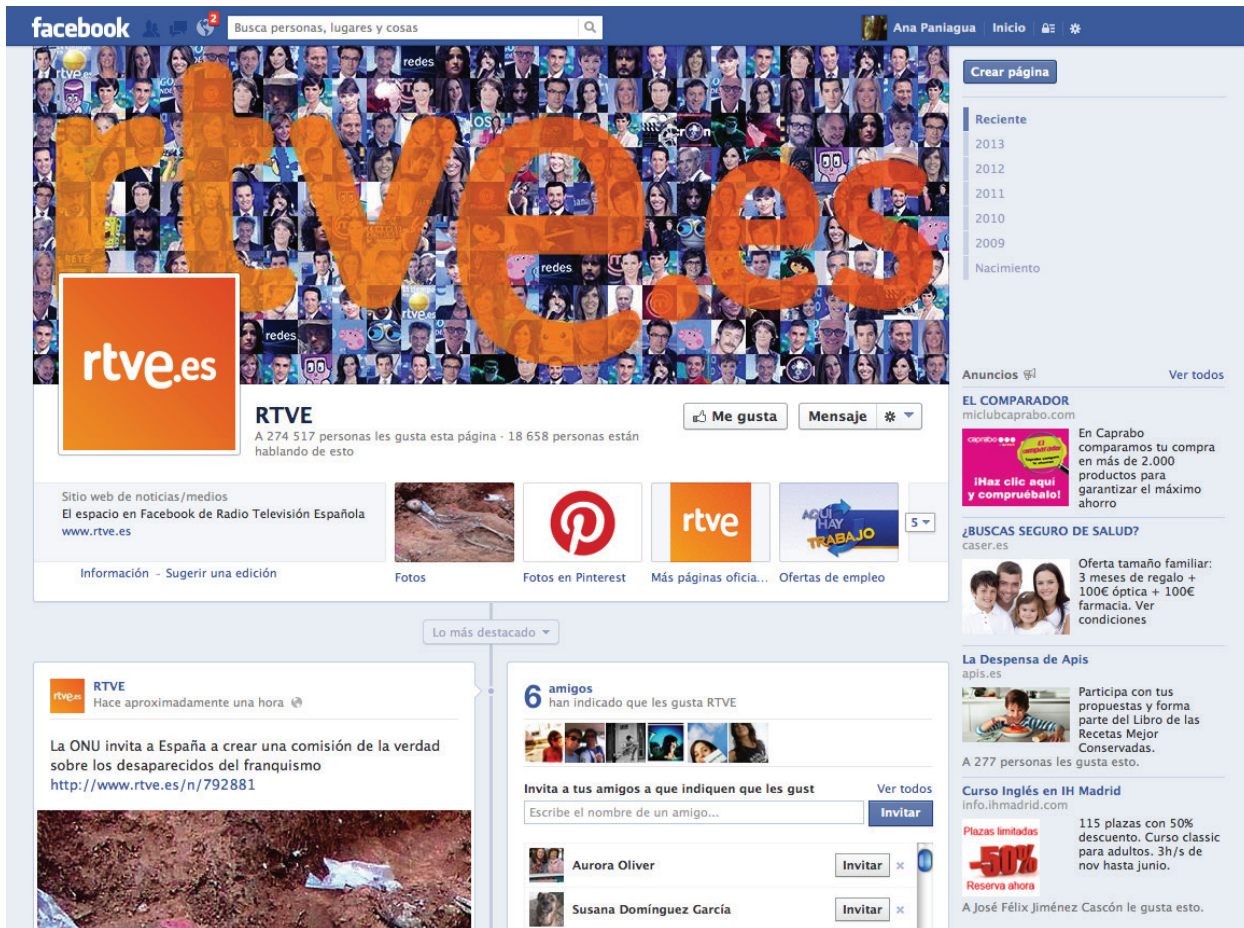 facebook
2
Busca personas, lugares y cosas
Ana Paniagua
Inicio
rtve.es
rtve.es
RTVE
A 274 517 personas les gusta esta página · 18 658 personas están
hablando de esto
Me gusta
Mensaje
Sitio web de noticias/medios
El espacio en Facebook de Radio Televisión Española
www.rtve.es
Información - Sugerir una edición
Fotos
Fotos en Pinterest
rtve
Más páginas oficia...
AQUÍ
HAY
TRABAJO
Ofertas de empleo
5
Lo más destacado
rtve.es
RTVE
Hace aproximadamente una hora
La ONU invita a España a crear una comisión de la verdad
sobre los desaparecidos del franquismo
http://www.rtve.es/n/792881
6 amigos
han indicado que les gusta RTVE
Invita a tus amigos a que indiquen que les gust
Ver todos
Escribe el nombre de un amigo...
Invitar
Aurora Oliver
Invitar
Susana Domínguez García
Invitar
Crear página
Reciente
2013
2012
2011
2010
2009
Nacimiento
Anuncios
Ver todos
EL COMPARADOR
miclubcaprabo.com
caprabo
El comparador
¡Haz clic aquí
y compruébalo!
En Caprabo
comparamos tu compra
en más de 2.000
productos para
garantizar el máximo
ahorro
¿BUSCAS SEGURO DE SALUD?
caser.es
Oferta tamaño familiar:
3 meses de regalo +
100€ óptica + 100€
farmacia. Ver
condiciones
La Despensa de Apis
apis.es
Participa con tus
propuestas y forma
parte del Libro de las
Recetas Mejor
Conservadas.
A 277 personas les gusta esto.
Curso Inglés en IH Madrid
info.ihmadrid.com
Plazas limitadas
-50%
Reserva ahora
115 plazas con 50%
descuento. Curso classic
para adultos. 3h/s de
nov hasta junio.
A José Félix Jiménez Cascón le gusta esto.